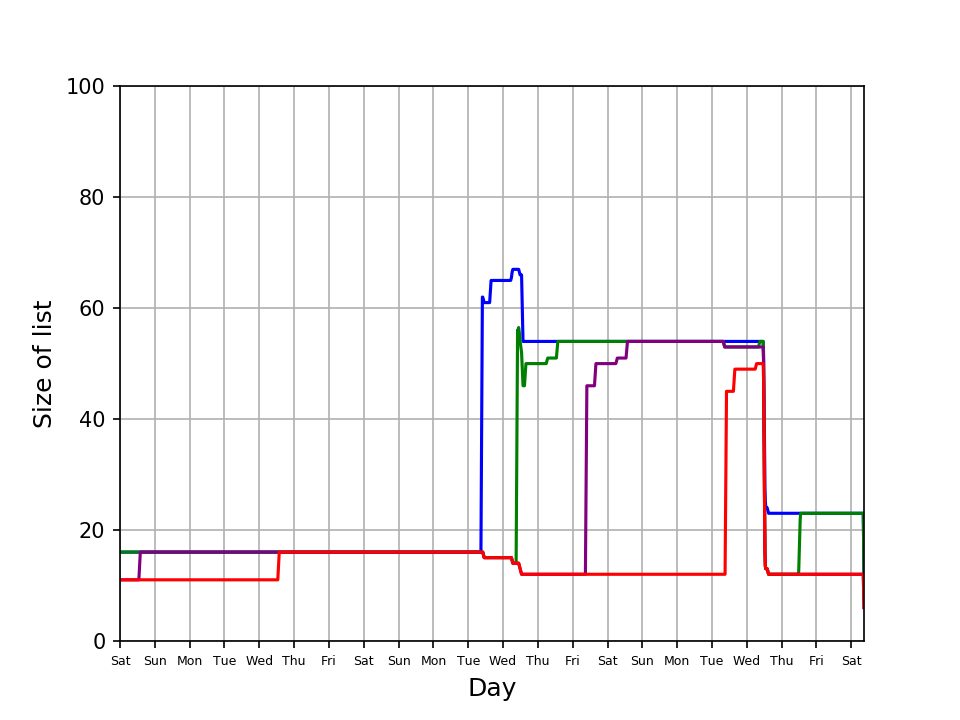 100
80
60
40
20
0
Size of list
Sat Sun Mon Tue Wed Thu Fri Sat Sun Mon Tue Wed Thu Fri Sat Sun Mon Tue Wed Thu Fri Sat
Day